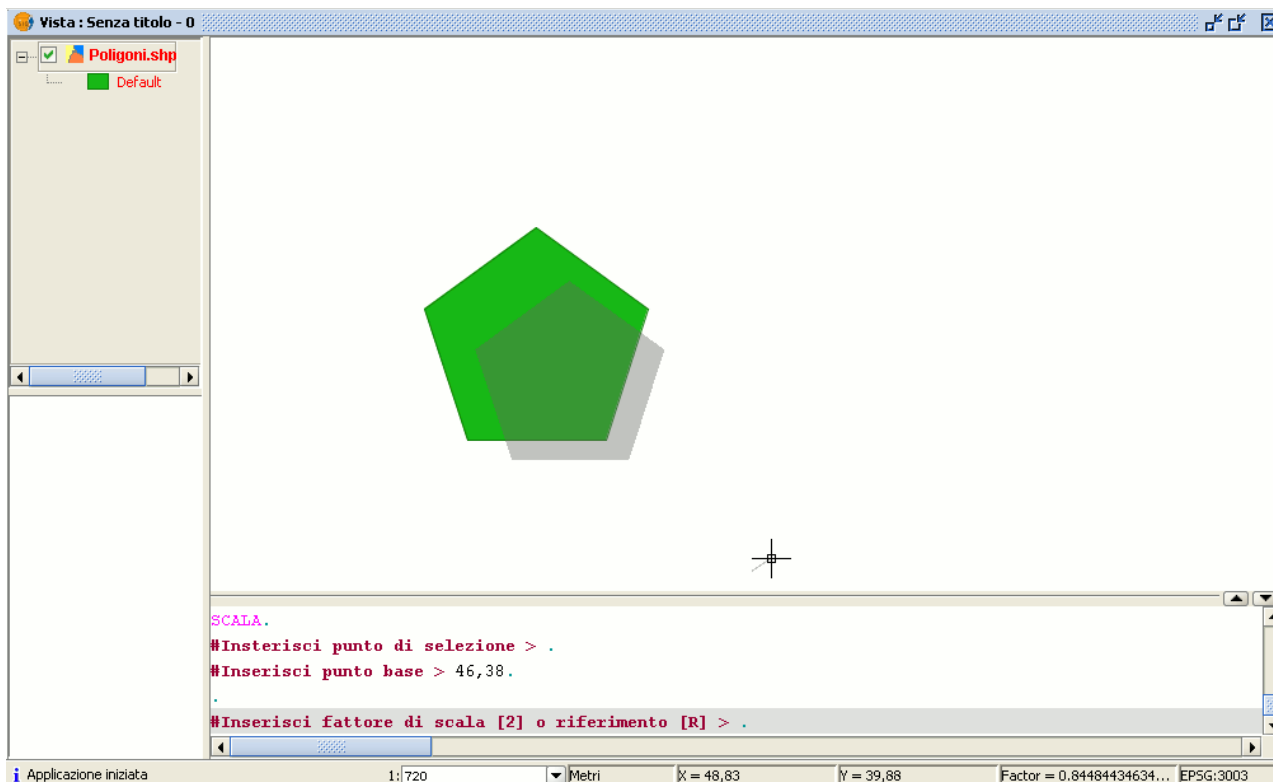 Vista : Senza titolo - 0
Poligoni.shp
Default
SCALA.
#Insterisci punto di selezione > .
#Inserisci punto base > 46,38.
.
#Inserisci fattore di scala [2] o riferimento [R] > .
Applicazione iniziata
1: 720
Metri
X = 48,83
Y = 39,88
Factor = 0.84484434634...
EPSG:3003